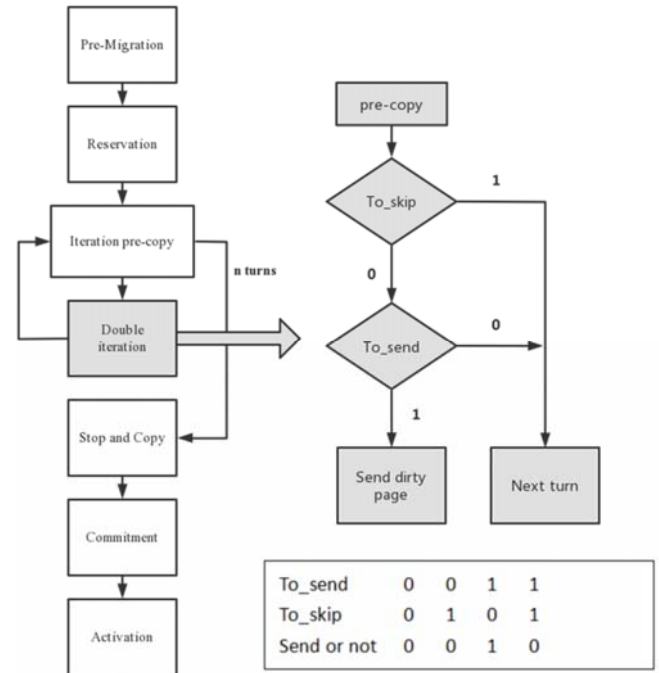 Pre-Migration
Reservation
Iteration pre-copy
n turns
Double
iteration
Stop and Copy
Commitment
Activation
pre-copy
To_skip
1
0
To_send
0
1
Send dirty
page
Next turn
To_send 0 0 1 1
To_skip 0 1 0 1
Send or not 0 0 1 0